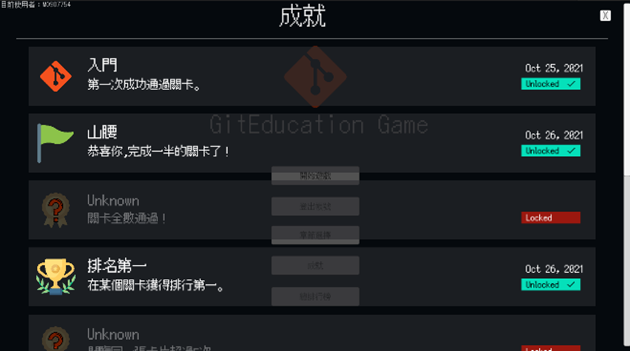 目前使用者：M0987754
成就
X
入門
第一次成功通過關卡。
Oct 25, 2021
Unlocked ✓
GitEducation Game
山腰
恭喜你,完成一半的關卡了！
Oct 26, 2021
Unlocked ✓
Unknown
關卡全數通過！
Locked
排名第一
在某個關卡獲得排行第一。
Oct 26, 2021
Unlocked ✓
Unknown
Locked